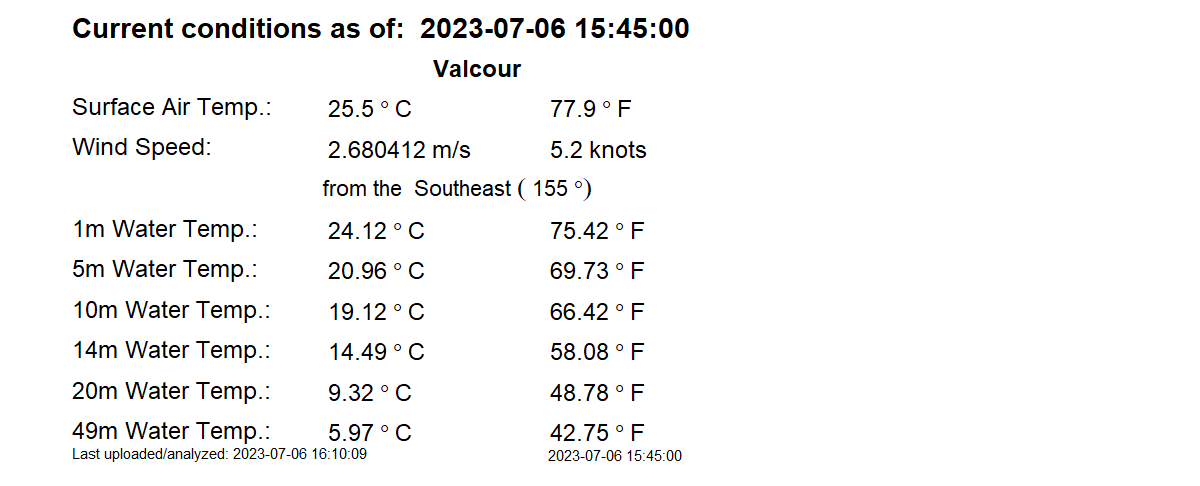 Current conditions as of: 2023-07-06 15:45:00
Valcour
Surface Air Temp.: 25.5 ° C 77.9 ° F
Wind Speed: 2.680412 m/s 5.2 knots
from the Southeast ( 155 °)
1m Water Temp.: 24.12 ° C 75.42 ° F
5m Water Temp.: 20.96 ° C 69.73 ° F
10m Water Temp.: 19.12 ° C 66.42 ° F
14m Water Temp.: 14.49 ° C 58.08 ° F
20m Water Temp.: 9.32 ° C 48.78 ° F
49m Water Temp.: 5.97 ° C 42.75 ° F
Last uploaded/analyzed: 2023-07-06 16:10:09 2023-07-06 15:45:00